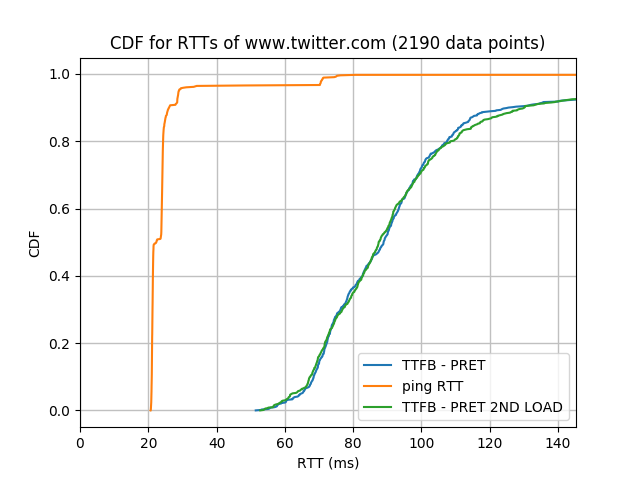 CDF for RTTs of www.twitter.com (2190 data points)
1.0
0.8
0.6
0.4
0.2
0.0
CDF
0 20 40 60 80 100 120 140
RTT (ms)
TTFB - PRET
ping RTT
TTFB - PRET 2ND LOAD